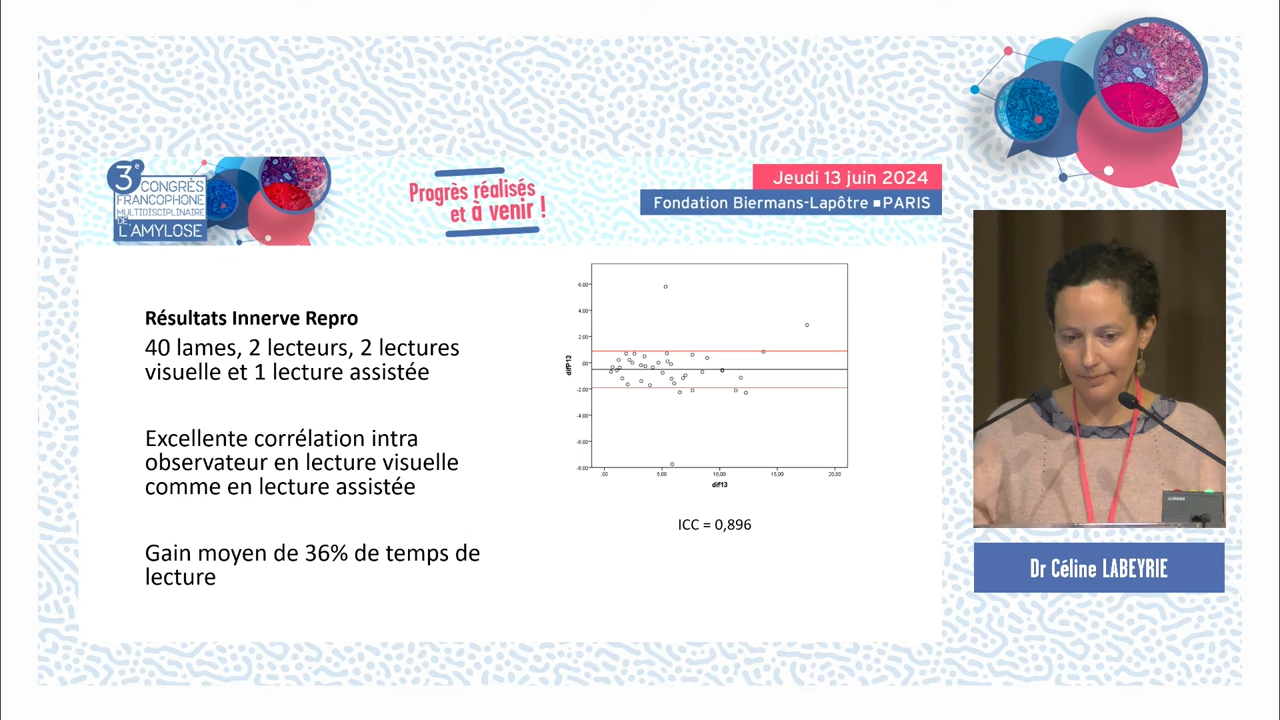 3e
CONGRÈS
FRANCOPHONE
MULTIDISCIPLINAIRE
DE
L'AMYLOSE
Progrès réalisés
et à venir !
Jeudi 13 juin 2024
Fondation Biermans-Lapôtre ■ PARIS
Résultats Innerve Repro
40 lames, 2 lecteurs, 2 lectures
visuelle et 1 lecture assistée
Excellente corrélation intra
observateur en lecture visuelle
comme en lecture assistée
Gain moyen de 36% de temps de
lecture
6.00
4.00
2.00
.00
-2.00
-4.00
-6.00
-8.00
difP13
.00 5.00 10.00 15.00 20.00
dif13
ICC = 0,896
Dr Céline LABEYRIE